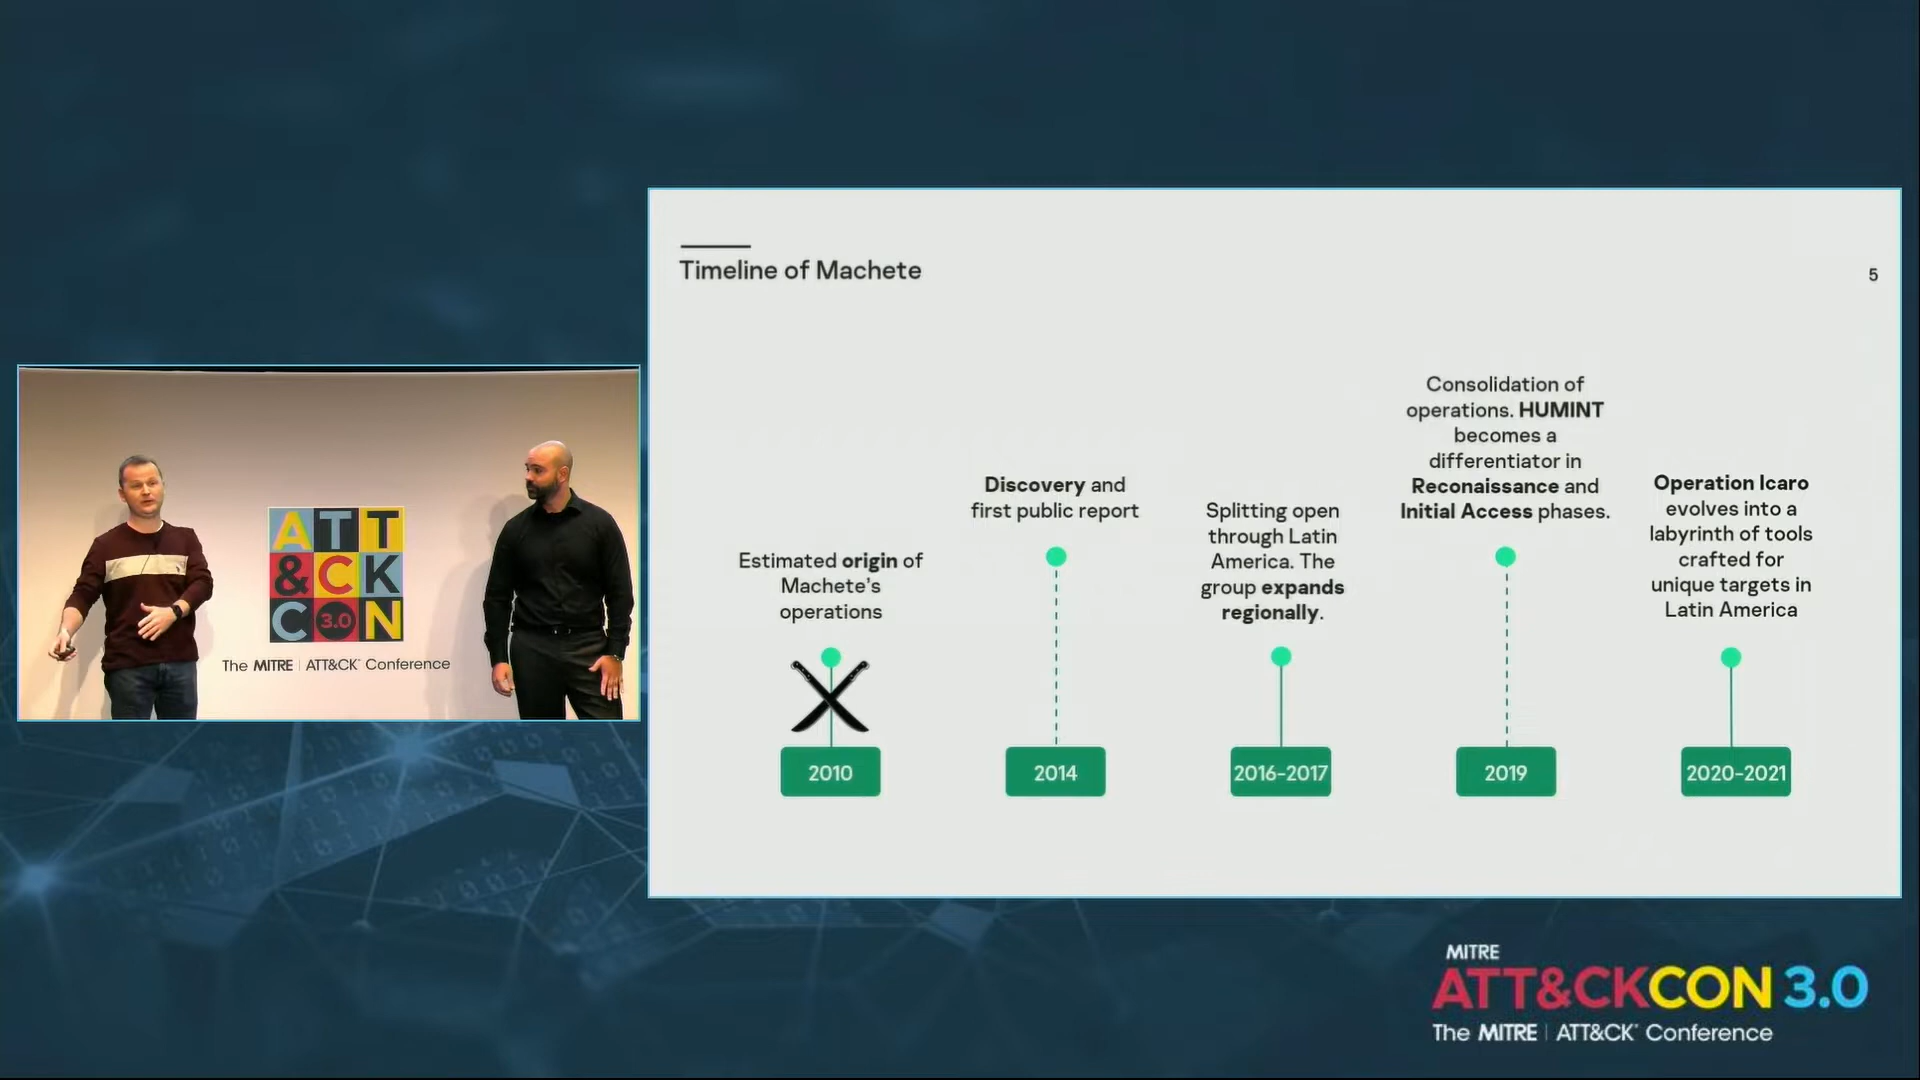 Timeline of Machete
5
Estimated origin of
Machete's
operations
Discovery and
first public report
Splitting open
through Latin
America. The
group expands
regionally.
Consolidation of
operations. HUMINT
becomes a
differentiator in
Reconaissance and
Initial Access phases.
Operation Icaro
evolves into a
labyrinth of tools
crafted for
unique targets in
Latin America
2010
2014
2016-2017
2019
2020-2021
ATT
&CK
CON
3.0
The MITRE | ATT&CK® Conference
MITRE
ATT&CKCON 3.0
The MITRE | ATT&CK® Conference